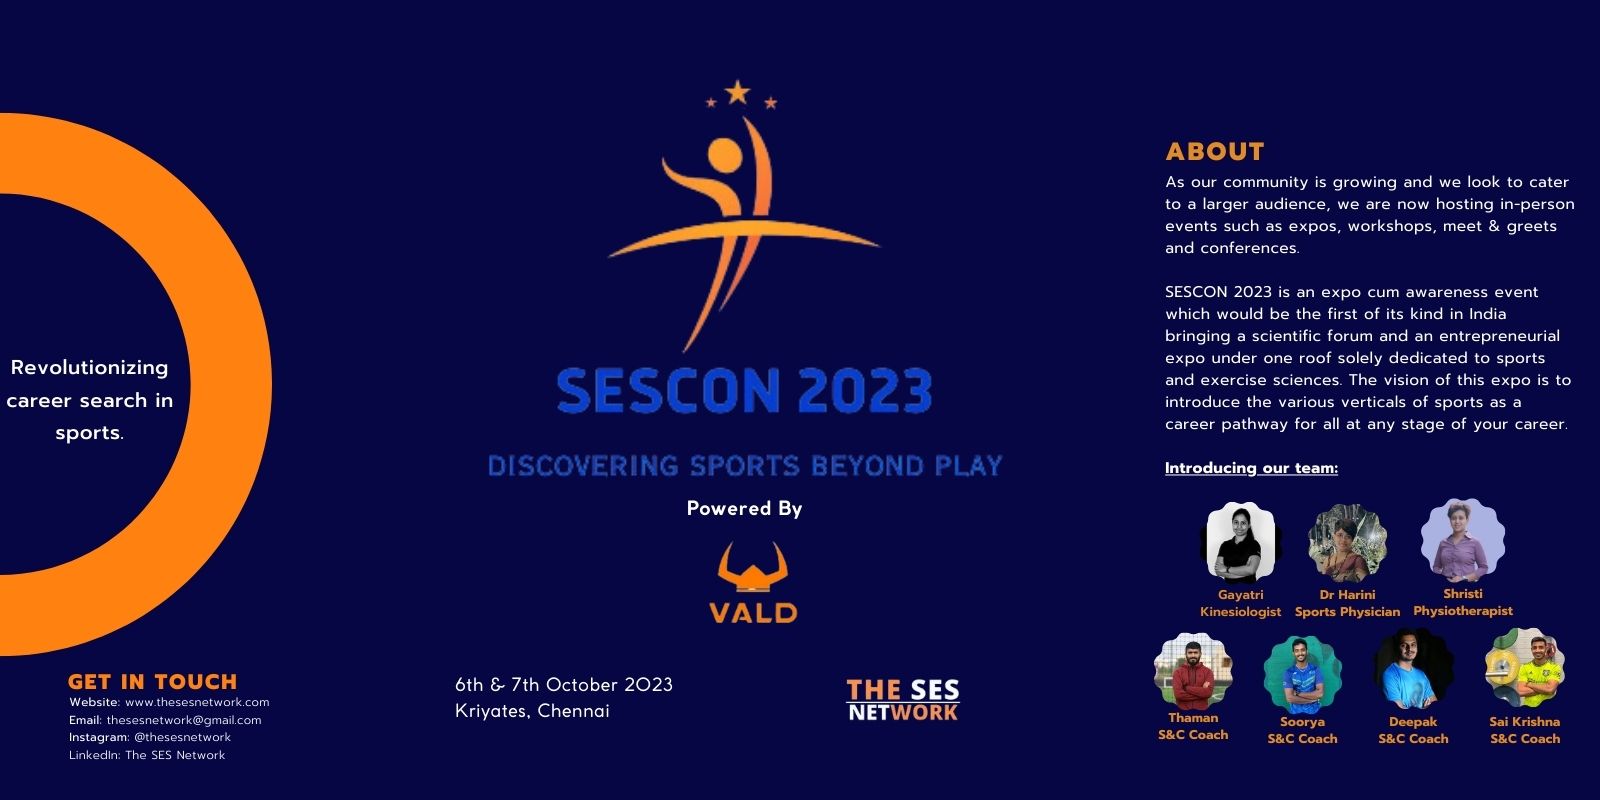 Revolutionizing
career search in
sports.
GET IN TOUCH
Website: www.thesesnetwork.com
Email: thesesnetwork@gmail.com
Instagram: @thesesnetwork
LinkedIn: The SES Network
SESCON 2023
DISCOVERING SPORTS BEYOND PLAY
Powered By
VALD
6th & 7th October 2023
Kriyates, Chennai
THE SES
NETWORK
ABOUT
As our community is growing and we look to cater
to a larger audience, we are now hosting in-person
events such as expos, workshops, meet & greets
and conferences.
SESCON 2023 is an expo cum awareness event
which would be the first of its kind in India
bringing a scientific forum and an entrepreneurial
expo under one roof solely dedicated to sports
and exercise sciences. The vision of this expo is to
introduce the various verticals of sports as a
career pathway for all at any stage of your career.
Introducing our team:
Gayatri
Kinesiologist
Dr Harini
Sports Physician
Shristi
Physiotherapist
Thaman
S&C Coach
Soorya
S&C Coach
Deepak
S&C Coach
Sai Krishna
S&C Coach